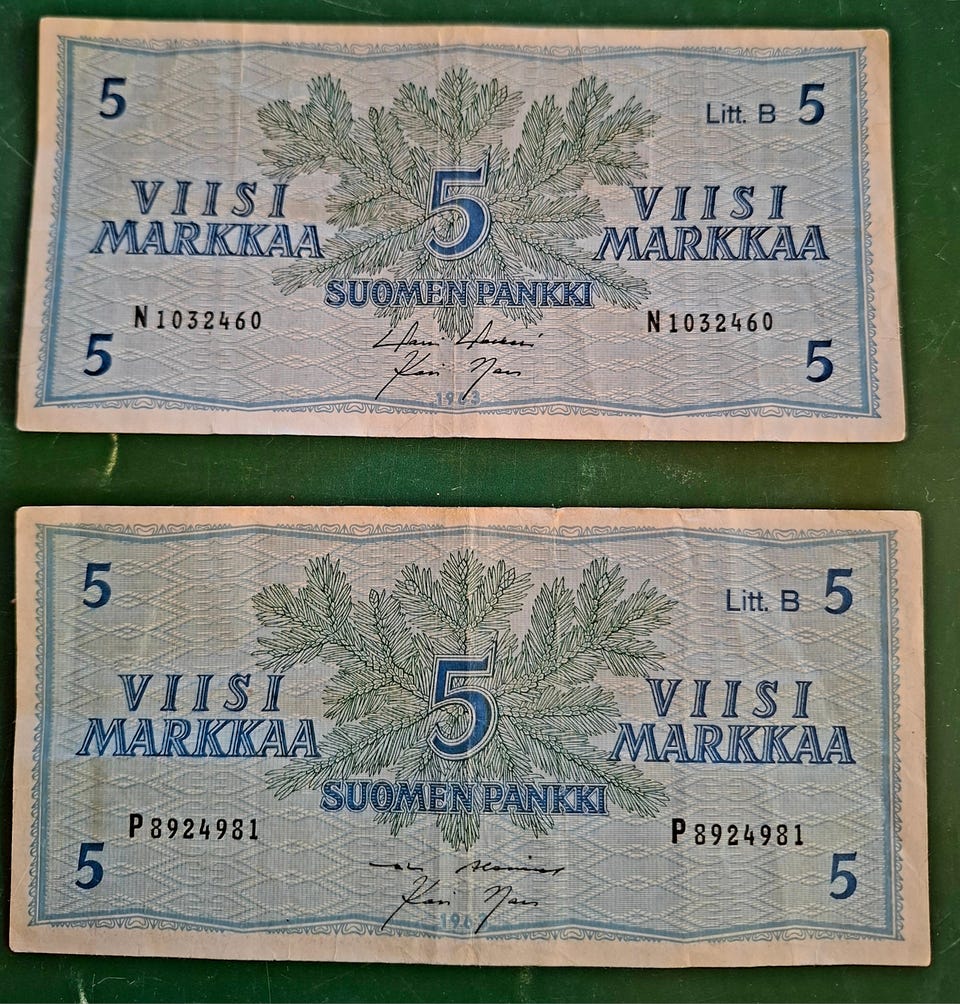 5 Litt. B 5
VIISI 5 VIISI
MARKKAA MARKKAA
SUOMEN PANKKI
N1032460 N1032460
5 5
1963
5 Litt. B 5
VIISI 5 VIISI
MARKKAA MARKKAA
SUOMEN PANKKI
P8924981 P8924981
5 5